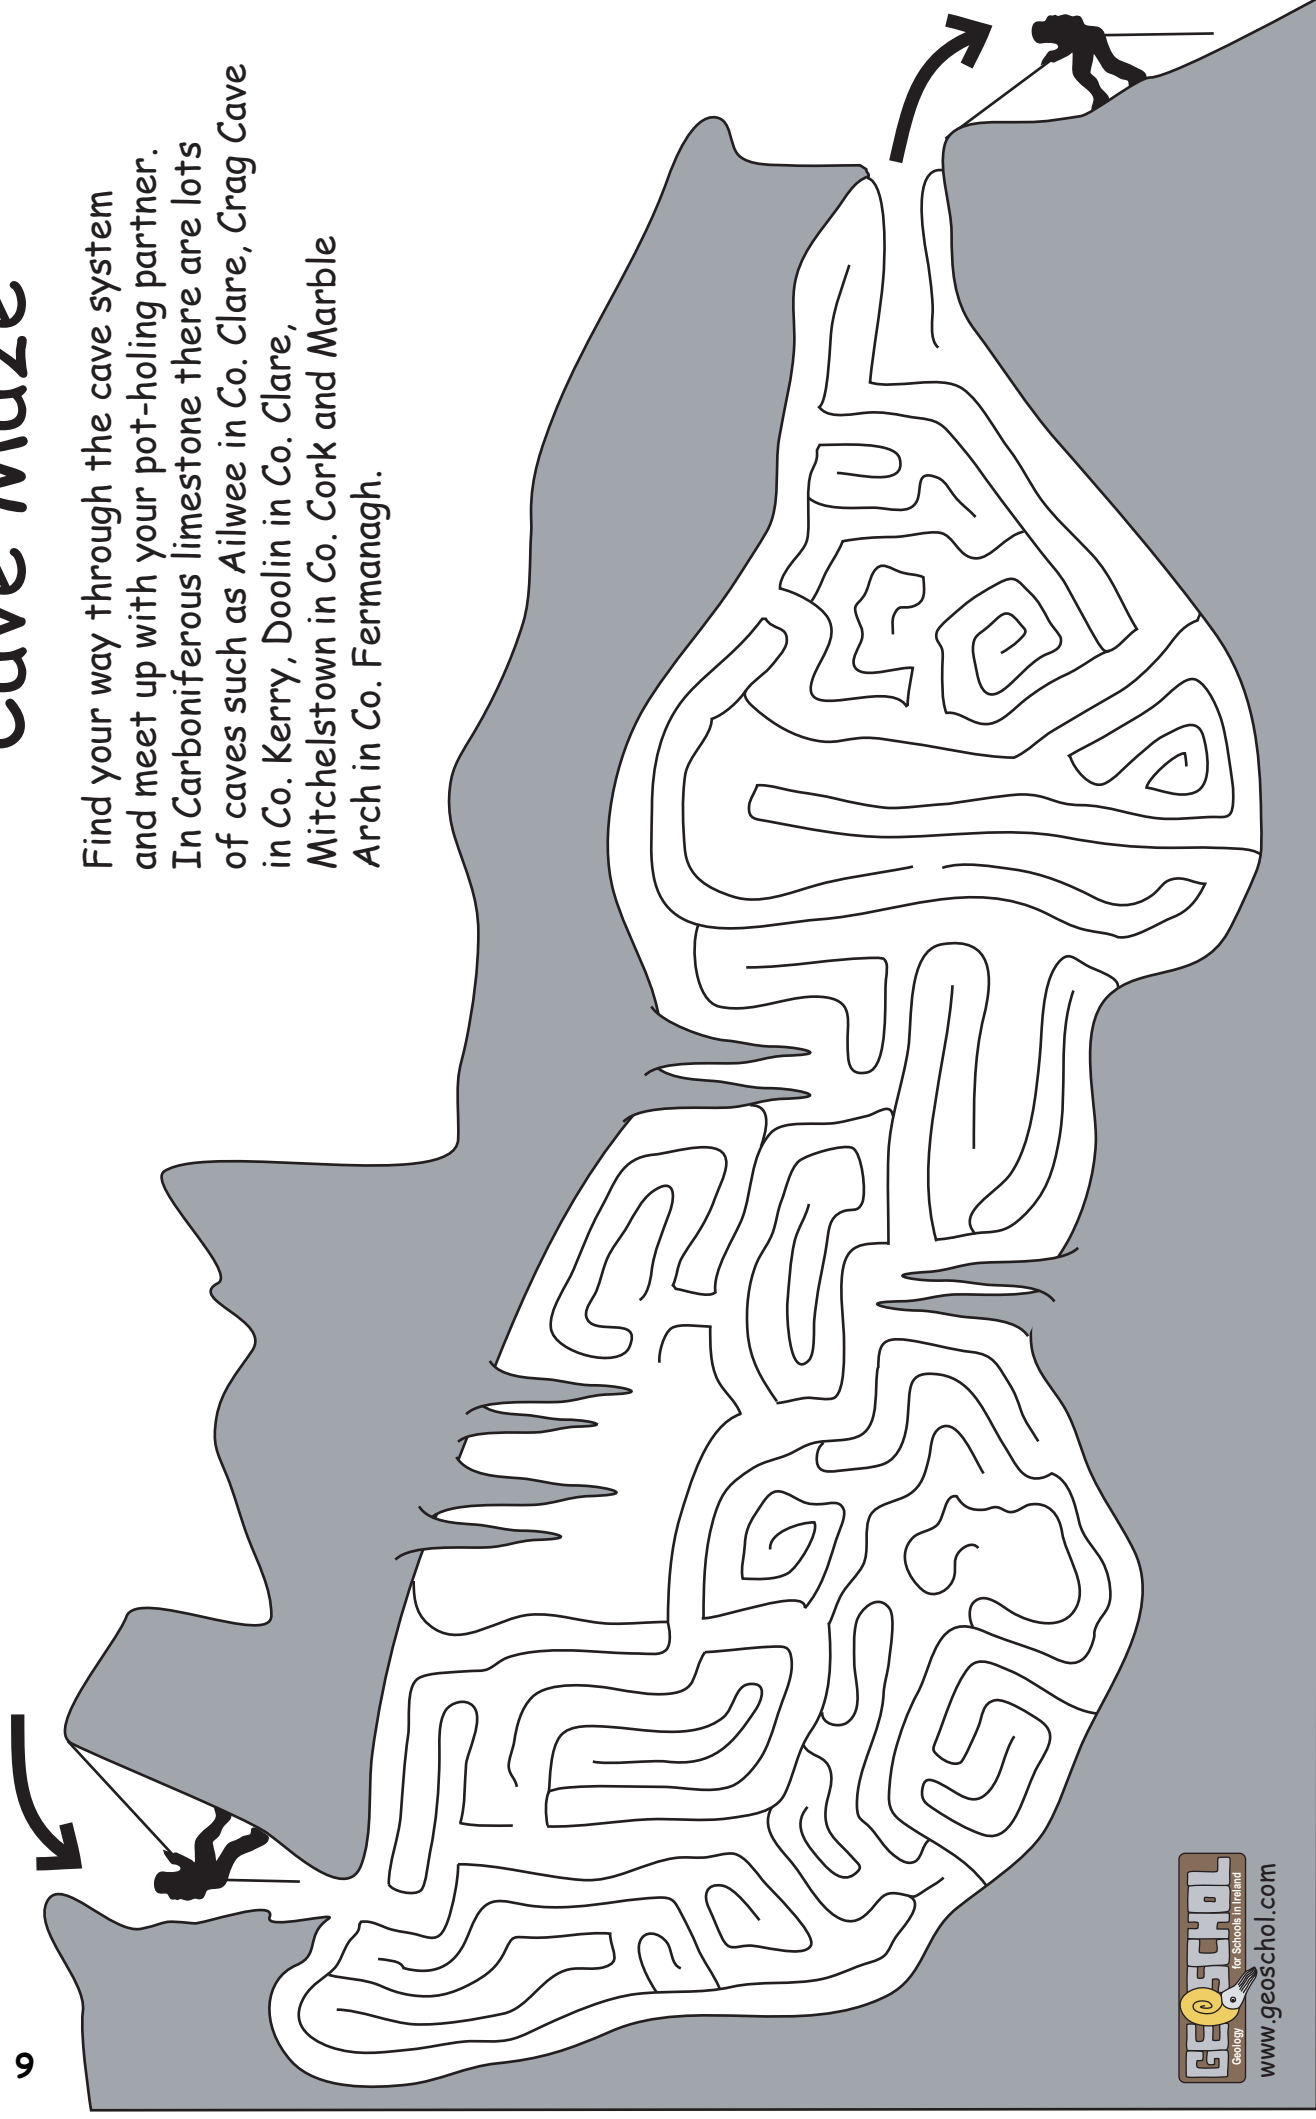 Cave Maze
Find your way through the cave system
and meet up with your pot-holing partner.
In Carboniferous limestone there are lots
of caves such as Ailwee in Co. Clare, Crag Cave
in Co. Kerry, Doolin in Co. Clare,
Mitchelstown in Co. Cork and Marble
Arch in Co. Fermanagh.
9
GEOSCHOL
Geology for Schools in Ireland
www.geoschol.com